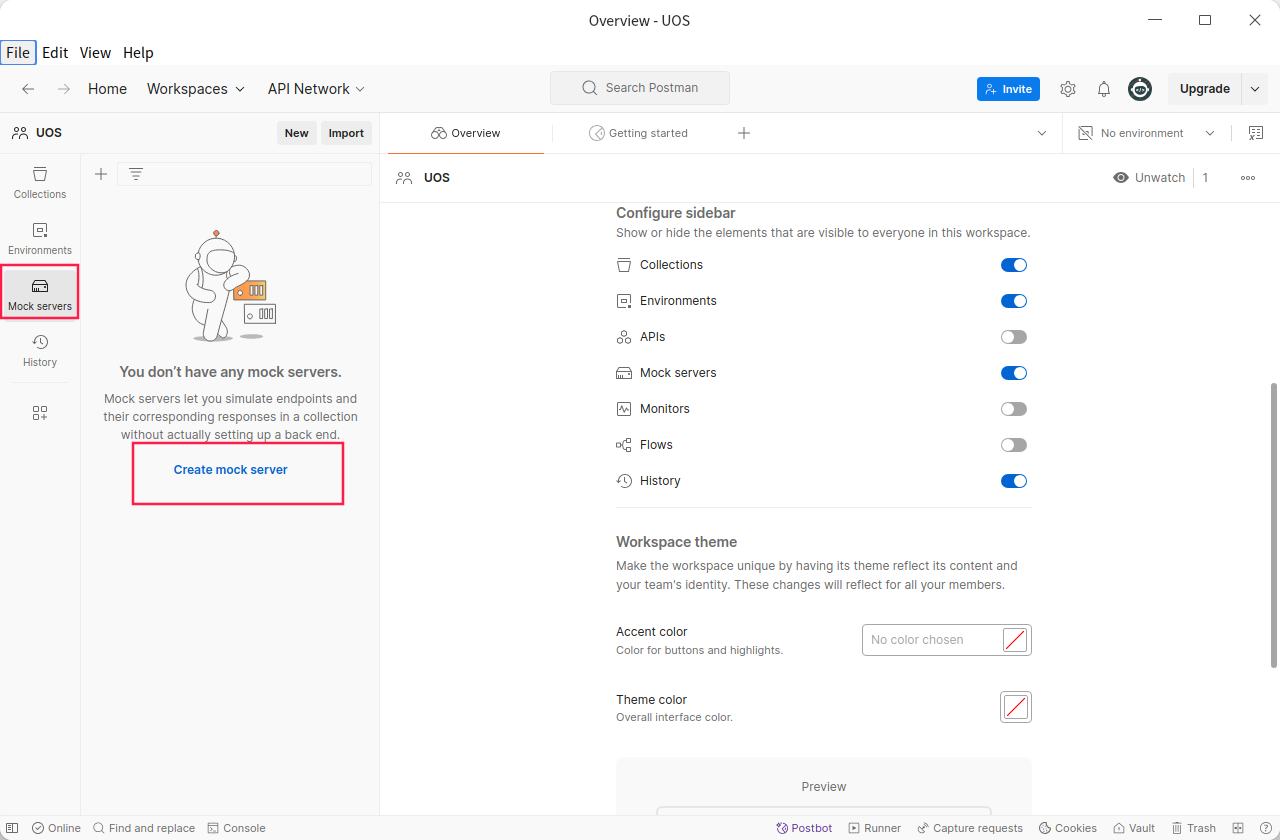 Overview - UOS
File Edit View Help
Home Workspaces API Network Search Postman Invite Upgrade
UOS New Import Overview Getting started No environment
Collections
Environments
Mock servers
History
You don't have any mock servers.
Mock servers let you simulate endpoints and
their corresponding responses in a collection
without actually setting up a back end.
Create mock server
UOS Unwatch 1
Configure sidebar
Show or hide the elements that are visible to everyone in this workspace.
Collections
Environments
APIs
Mock servers
Monitors
Flows
History
Workspace theme
Make the workspace unique by having its theme reflect its content and
your team's identity. These changes will reflect for all your members.
Accent color
Color for buttons and highlights.
No color chosen
Theme color
Overall interface color.
Preview
Online Find and replace Console Postbot Runner Capture requests Cookies Vault Trash